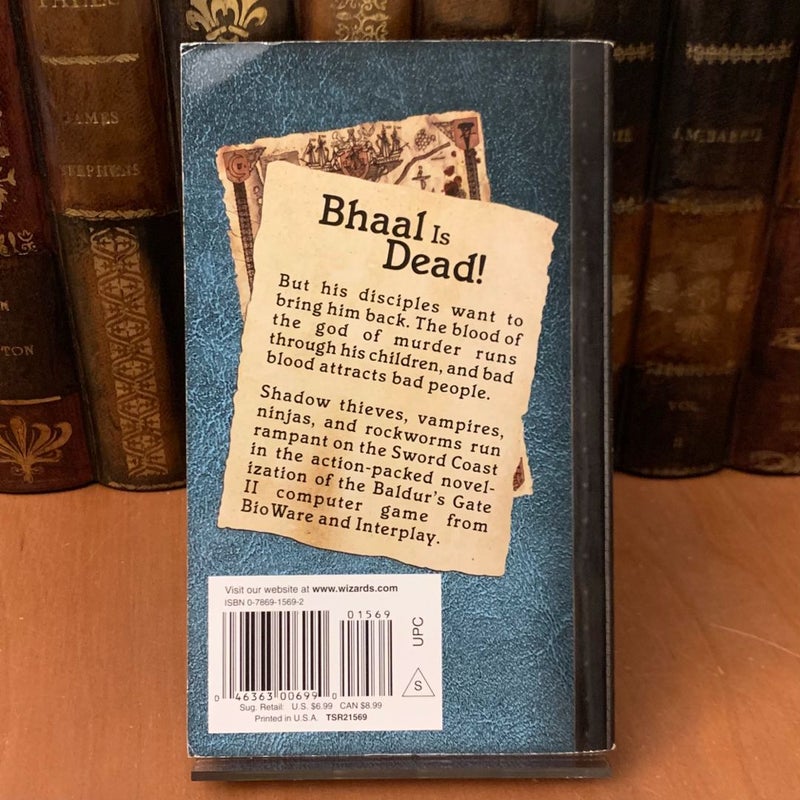 JAMES
STEPHENS
J.M. BARRIE
N
TON
VOL
Bhaal Is
Dead!
But his disciples want to
bring him back. The blood of
the god of murder runs
through his children, and bad
blood attracts bad people.
Shadow thieves, vampires,
ninjas, and rockworms run
rampant on the Sword Coast
in the action-packed novel-
ization of the Baldur's Gate
II computer game from
BioWare and Interplay.
Visit our website at www.wizards.com
ISBN 0-7869-1569-2
01569
UPC
S
0 46363 00699 0
Sug. Retail: U.S. $6.99 CAN $8.99
Printed in U.S.A. TSR21569